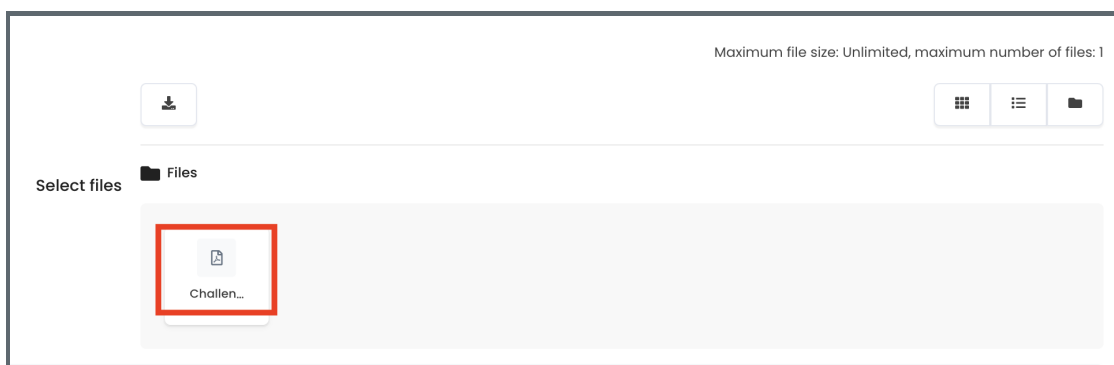 Maximum file size: Unlimited, maximum number of files: 1
Files
Select files
Challen...